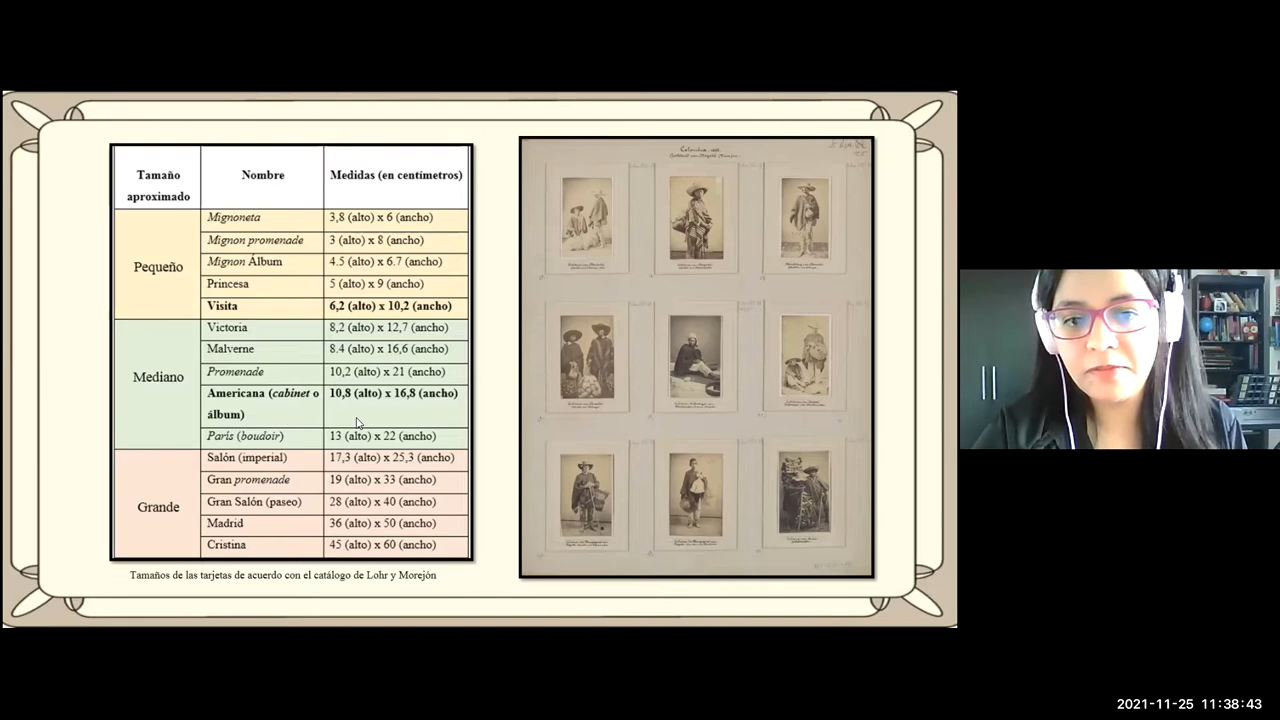 Tamaño aproximado Nombre Medidas (en centímetros)
Pequeño
Mignoneta 3,8 (alto) x 6 (ancho)
Mignon promenade 3 (alto) x 8 (ancho)
Mignon Álbum 4.5 (alto) x 6.7 (ancho)
Princesa 5 (alto) x 9 (ancho)
Visita 6,2 (alto) x 10,2 (ancho)
Mediano
Victoria 8,2 (alto) x 12,7 (ancho)
Malverne 8.4 (alto) x 16,6 (ancho)
Promenade 10,2 (alto) x 21 (ancho)
Americana (cabinet o álbum) 10,8 (alto) x 16,8 (ancho)
París (boudoir) 13 (alto) x 22 (ancho)
Grande
Salón (imperial) 17,3 (alto) x 25,3 (ancho)
Gran promenade 19 (alto) x 33 (ancho)
Gran Salón (paseo) 28 (alto) x 40 (ancho)
Madrid 36 (alto) x 50 (ancho)
Cristina 45 (alto) x 60 (ancho)
Tamaños de las tarjetas de acuerdo con el catálogo de Lohr y Morejón
2021-11-25 11:38:43